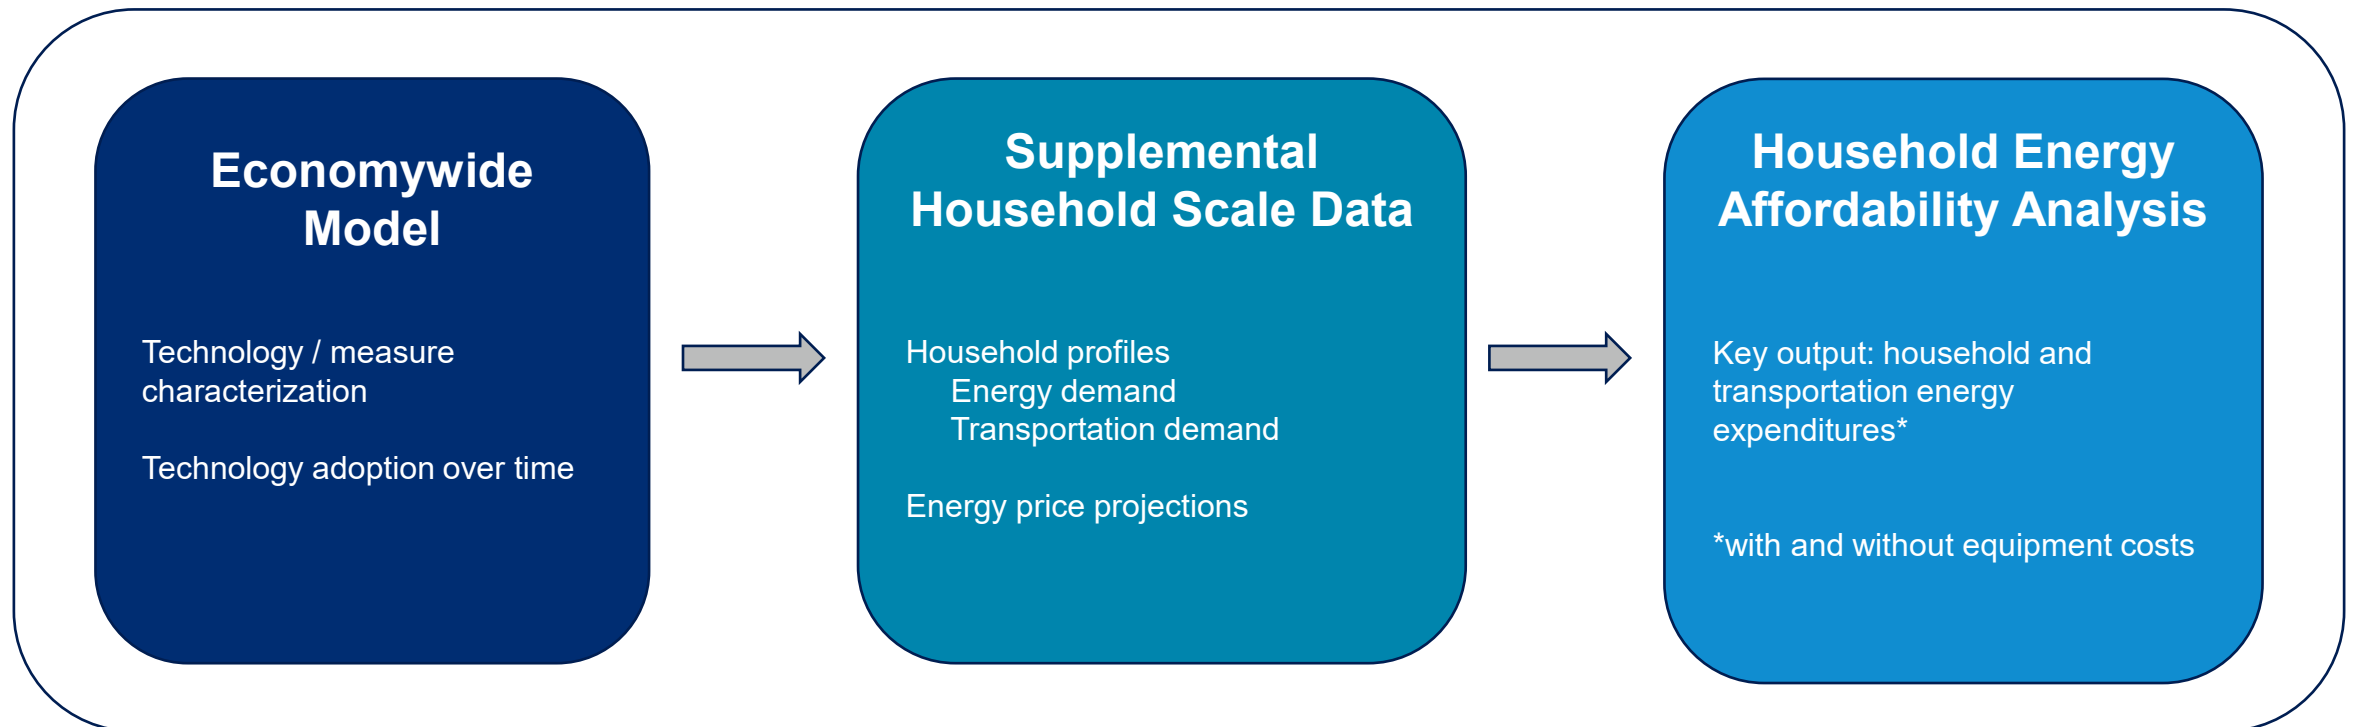 Economywide
Model
Technology / measure
characterization
Technology adoption over time
Supplemental
Household Scale Data
Household profiles
Energy demand
Transportation demand
Energy price projections
Household Energy
Affordability Analysis
Key output: household and
transportation energy
expenditures*
*with and without equipment costs